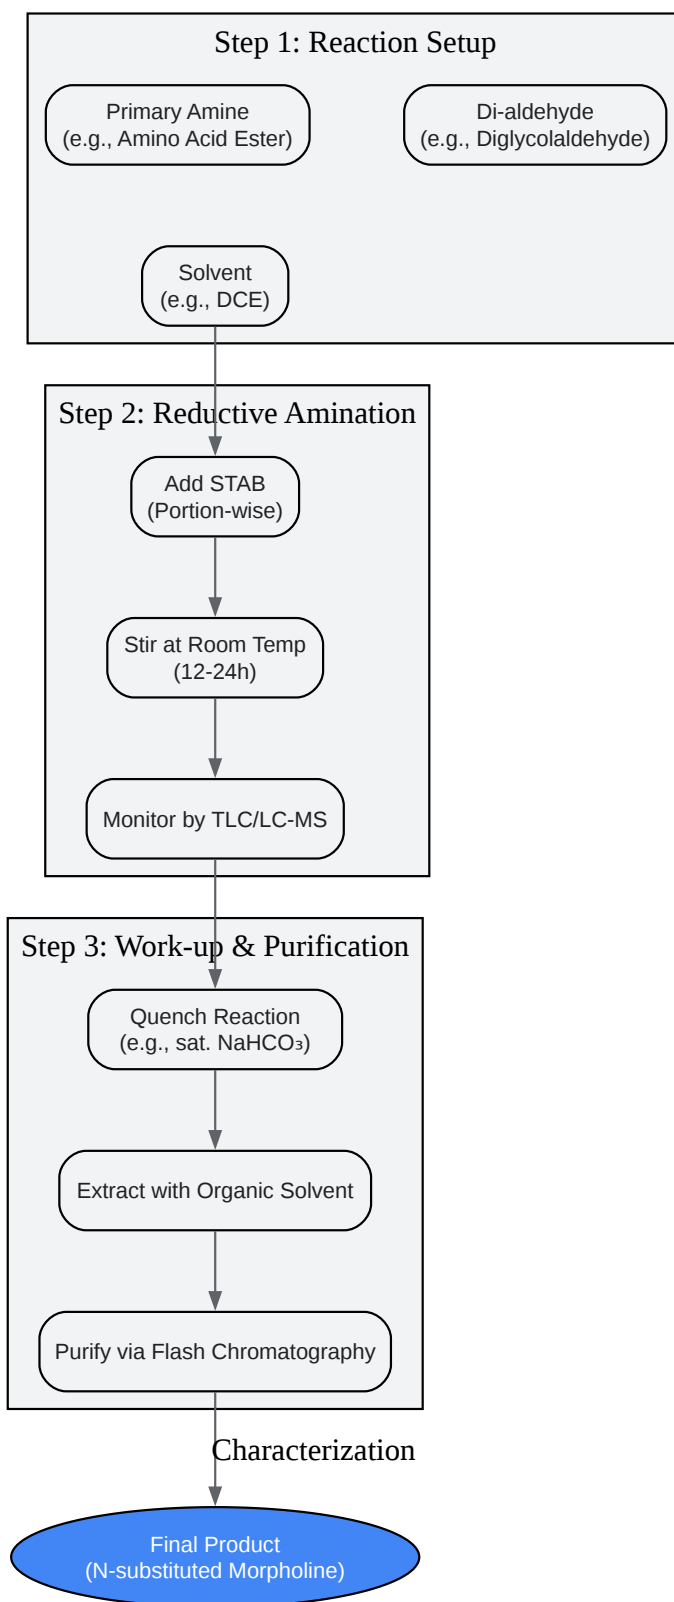 Step 1: Reaction Setup
Primary Amine
(e.g., Amino Acid Ester)
Di-aldehyde
(e.g., Diglycolaldehyde)
Solvent
(e.g., DCE)
Step 2: Reductive Amination
Add STAB
(Portion-wise)
Stir at Room Temp
(12-24h)
Monitor by TLC/LC-MS
Step 3: Work-up & Purification
Quench Reaction
(e.g., sat. NaHCO₃)
Extract with Organic Solvent
Purify via Flash Chromatography
Characterization
Final Product
(N-substituted Morpholine)